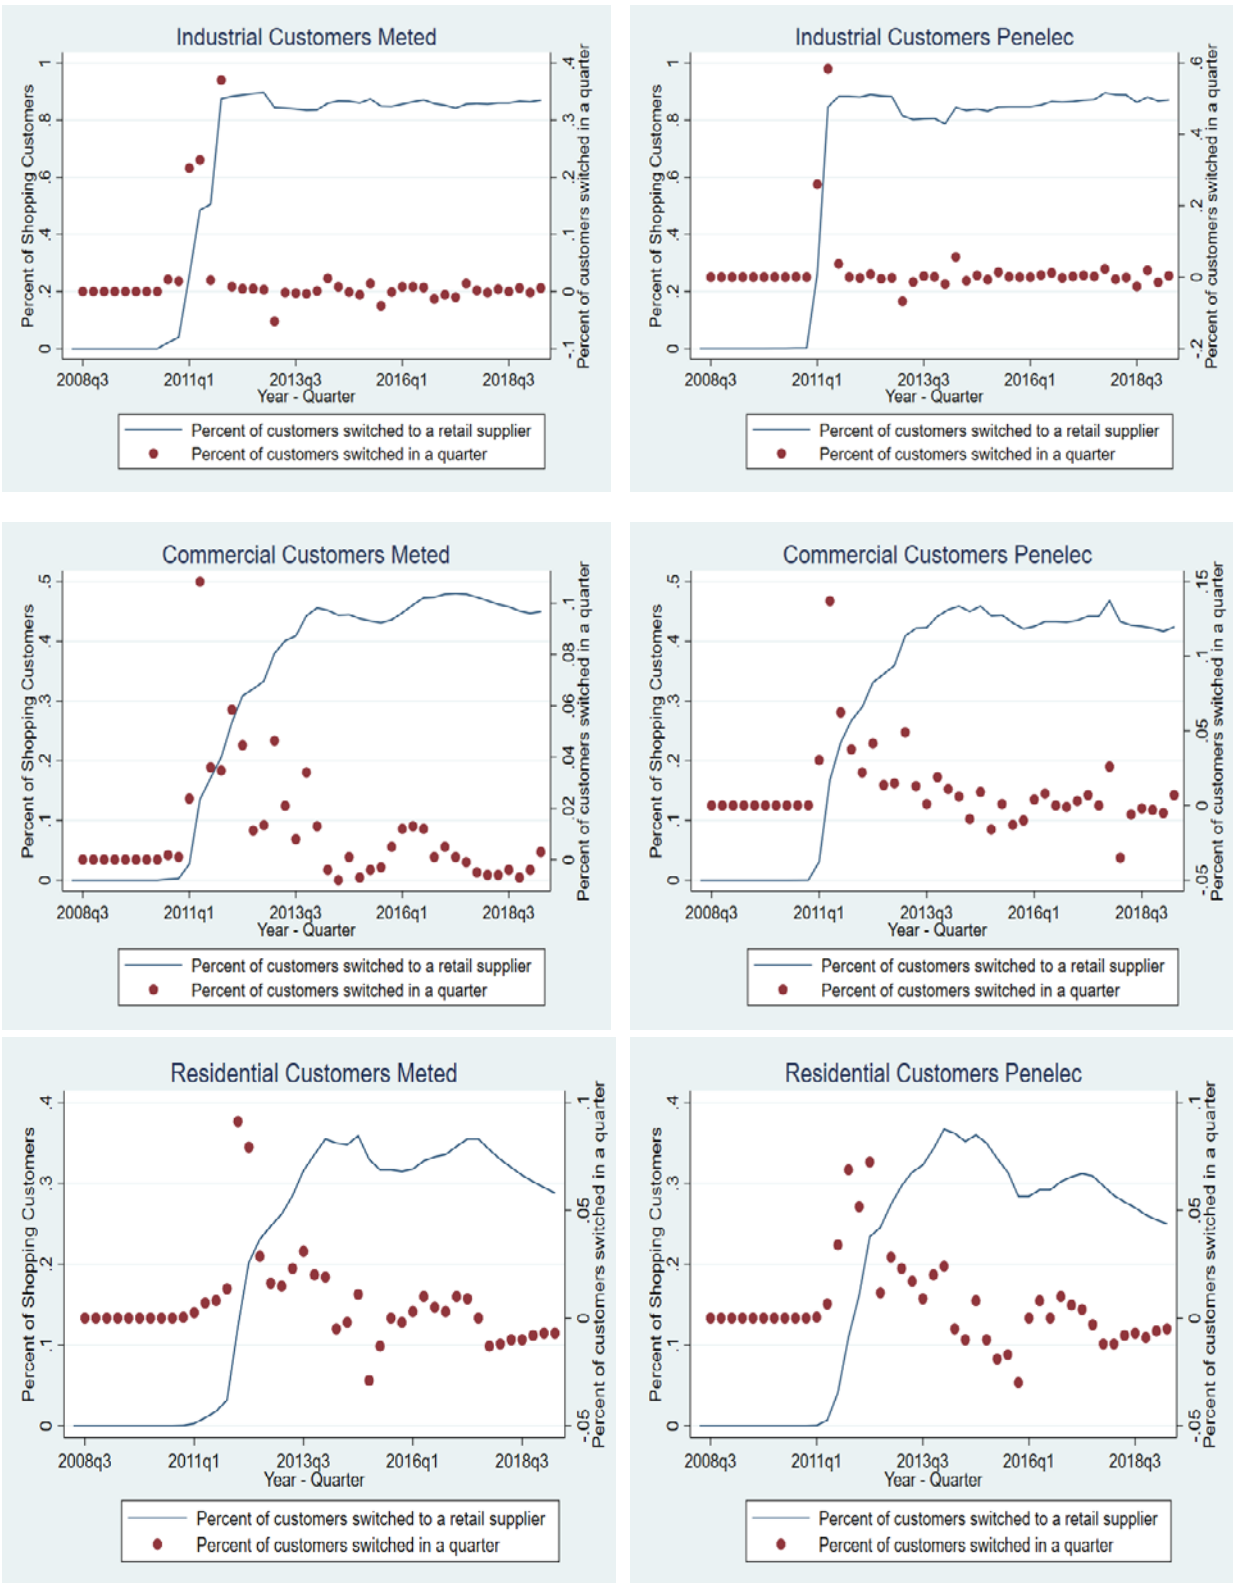 Industrial Customers Meted
Percent of Shopping Customers
0 .2 .4 .6 .8 1
Percent of customers switched in a quarter
-.1 0 .1 .2 .3 .4
2008q3 2011q1 2013q3 2016q1 2018q3
Year - Quarter
Percent of customers switched to a retail supplier
Percent of customers switched in a quarter
Industrial Customers Penelec
Percent of Shopping Customers
0 .2 .4 .6 .8 1
Percent of customers switched in a quarter
-.2 0 .2 .4 .6
2008q3 2011q1 2013q3 2016q1 2018q3
Year - Quarter
Percent of customers switched to a retail supplier
Percent of customers switched in a quarter
Commercial Customers Meted
Percent of Shopping Customers
0 .1 .2 .3 .4 .5
Percent of customers switched in a quarter
0 .02 .04 .06 .08 .1
2008q3 2011q1 2013q3 2016q1 2018q3
Year - Quarter
Percent of customers switched to a retail supplier
Percent of customers switched in a quarter
Commercial Customers Penelec
Percent of Shopping Customers
0 .1 .2 .3 .4 .5
Percent of customers switched in a quarter
-.05 0 .05 .1 .15
2008q3 2011q1 2013q3 2016q1 2018q3
Year - Quarter
Percent of customers switched to a retail supplier
Percent of customers switched in a quarter
Residential Customers Meted
Percent of Shopping Customers
0 .1 .2 .3 .4
Percent of customers switched in a quarter
-.05 0 .05 .1
2008q3 2011q1 2013q3 2016q1 2018q3
Year - Quarter
Percent of customers switched to a retail supplier
Percent of customers switched in a quarter
Residential Customers Penelec
Percent of Shopping Customers
0 .1 .2 .3 .4
Percent of customers switched in a quarter
-.05 0 .05 .1
2008q3 2011q1 2013q3 2016q1 2018q3
Year - Quarter
Percent of customers switched to a retail supplier
Percent of customers switched in a quarter